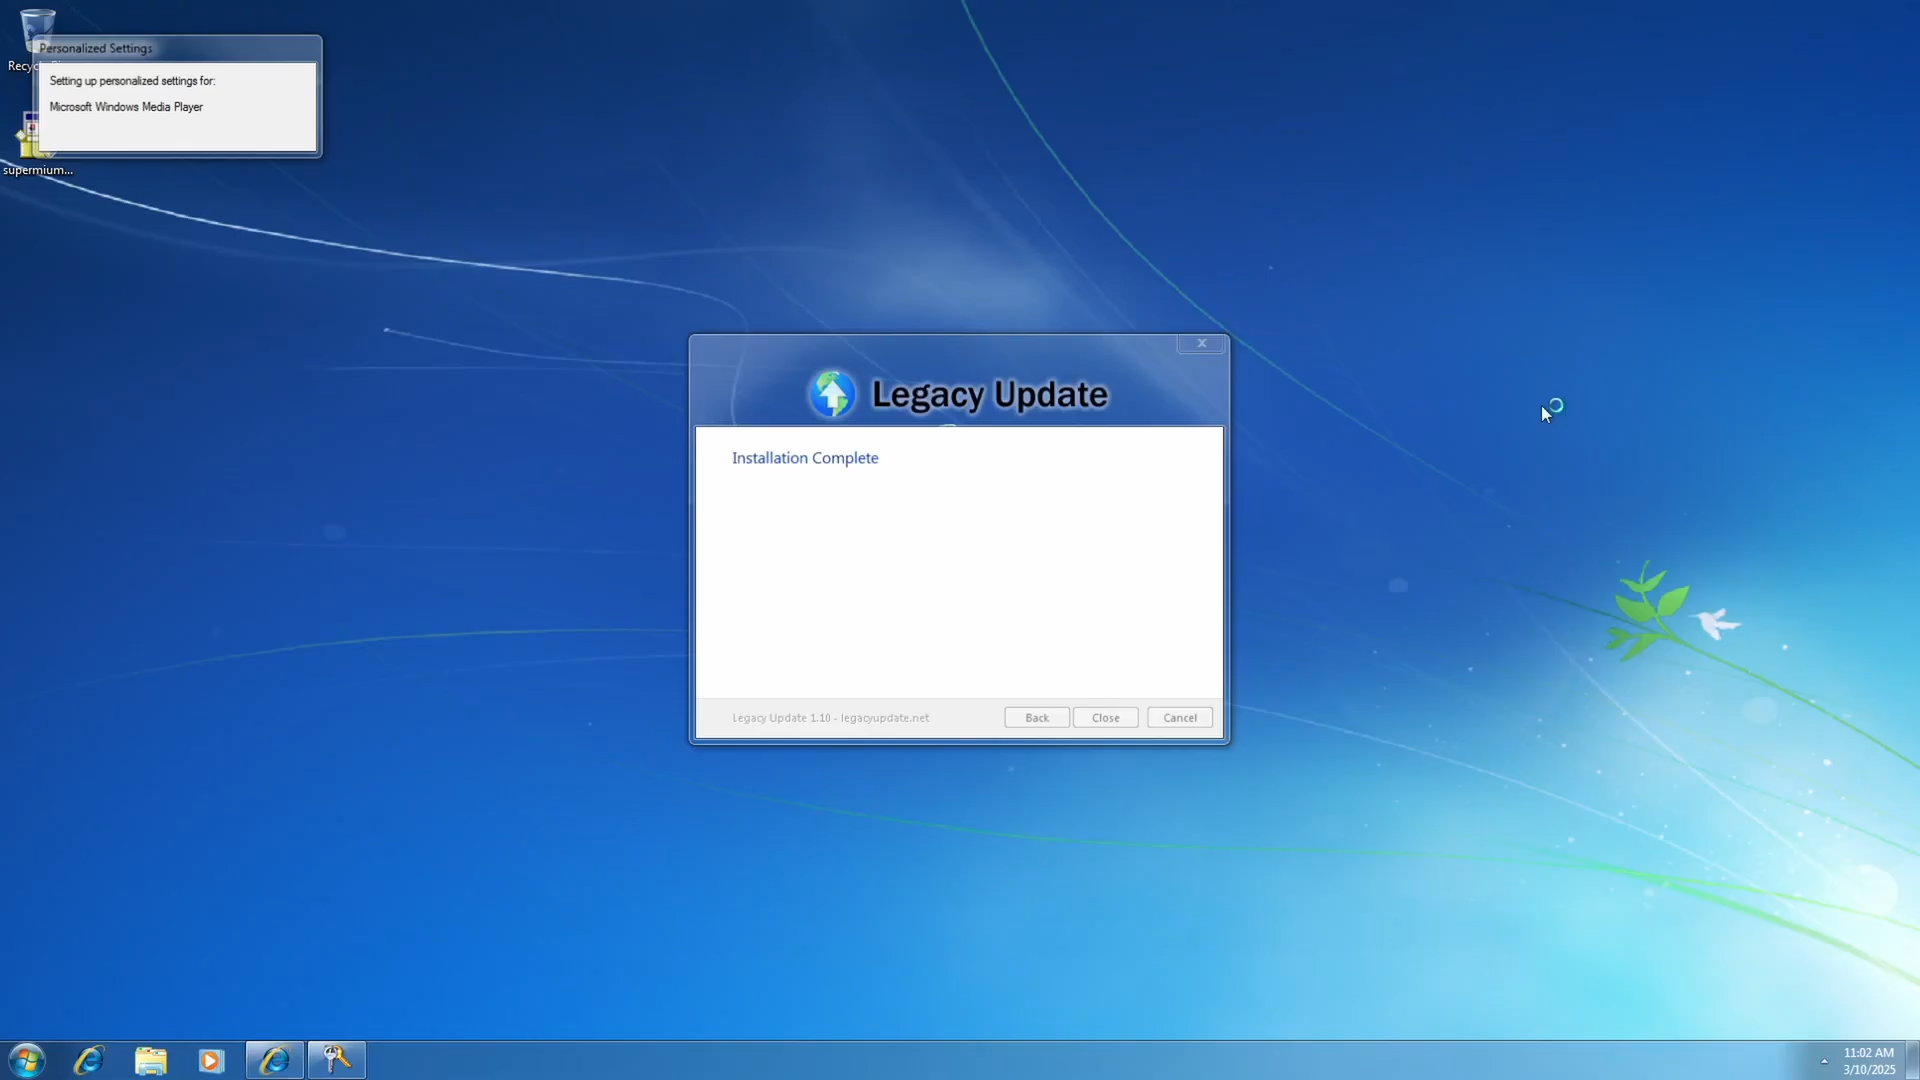 Recyc
Personalized Settings
Setting up personalized settings for:
Microsoft Windows Media Player
supermium...
x
Legacy Update
Installation Complete
Legacy Update 1.10 - legacyupdate.net
Back
Close
Cancel
11:02 AM
3/10/2025